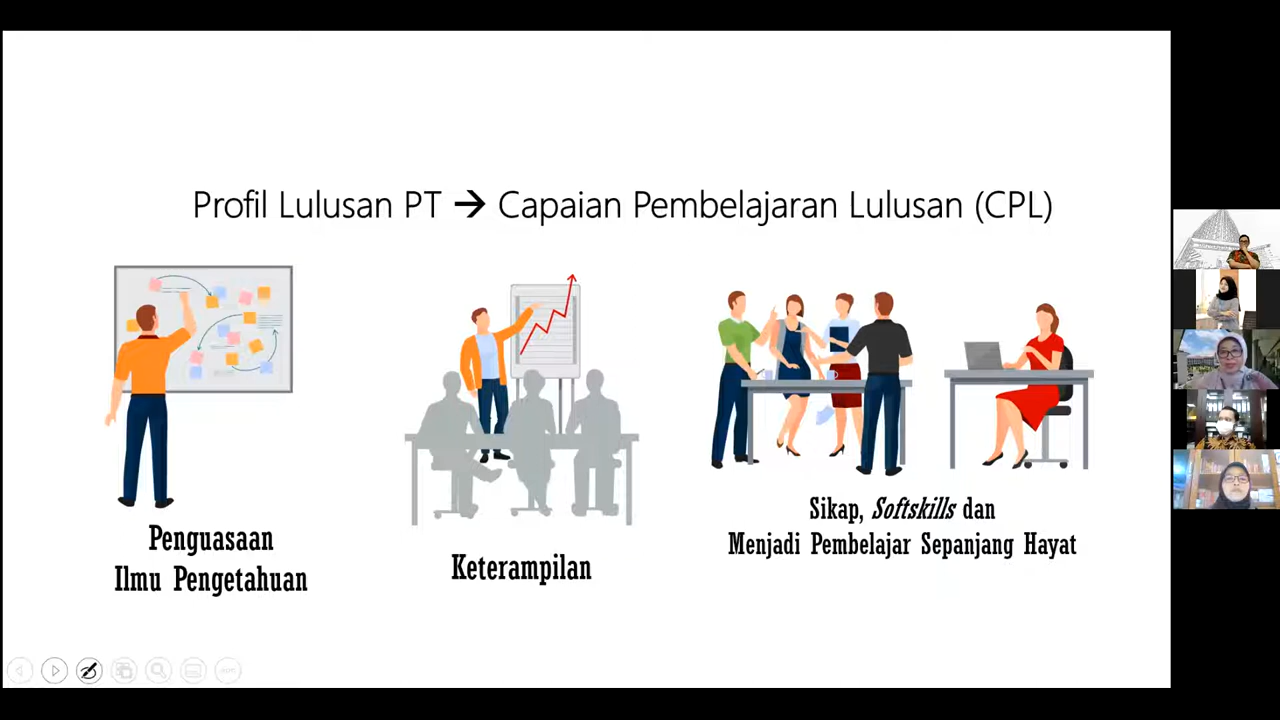 Profil Lulusan PT → Capaian Pembelajaran Lulusan (CPL)
Penguasaan
Ilmu Pengetahuan
Keterampilan
Sikap, Softskills dan
Menjadi Pembelajar Sepanjang Hayat